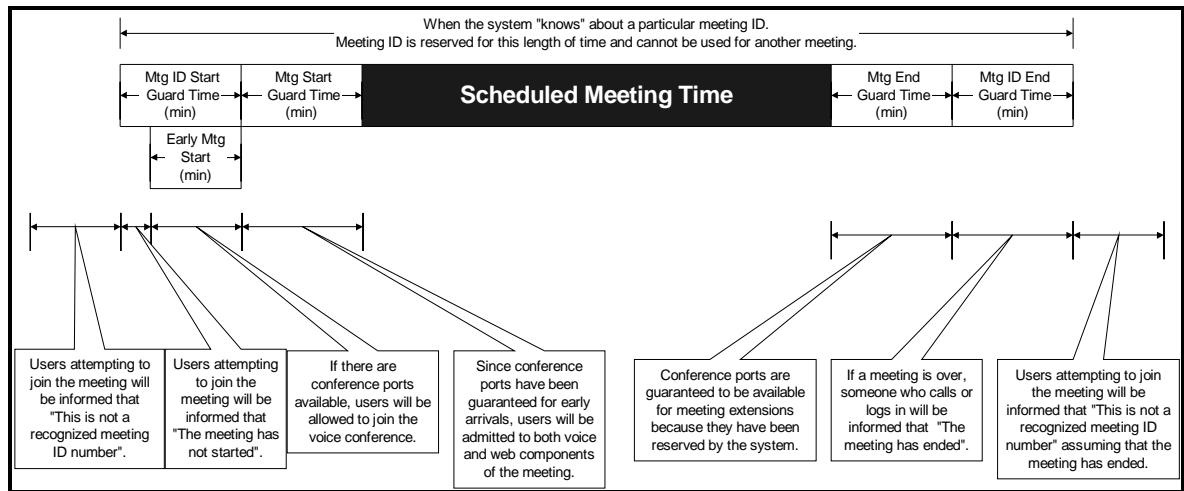 When the system "knows" about a particular meeting ID.
Meeting ID is reserved for this length of time and cannot be used for another meeting.
Mtg ID Start
Guard Time
(min)
Mtg Start
Guard Time
(min)
Scheduled Meeting Time
Mtg End
Guard Time
(min)
Mtg ID End
Guard Time
(min)
Early Mtg
Start
(min)
Users attempting to
join the meeting will
be informed that
"This is not a
recognized meeting
ID number".
Users attempting
to join the
meeting will be
informed that
"The meeting has
not started".
If there are
conference ports
available, users will be
allowed to join the
voice conference.
Since conference
ports have been
guaranteed for early
arrivals, users will be
admitted to both voice
and web components
of the meeting.
Conference ports are
guaranteed to be available
for meeting extensions
because they have been
reserved by the system.
If a meeting is over,
someone who calls or
logs in will be
informed that "The
meeting has ended".
Users attempting to join
the meeting will be
informed that "This is not a
recognized meeting ID
number" assuming that the
meeting has ended.